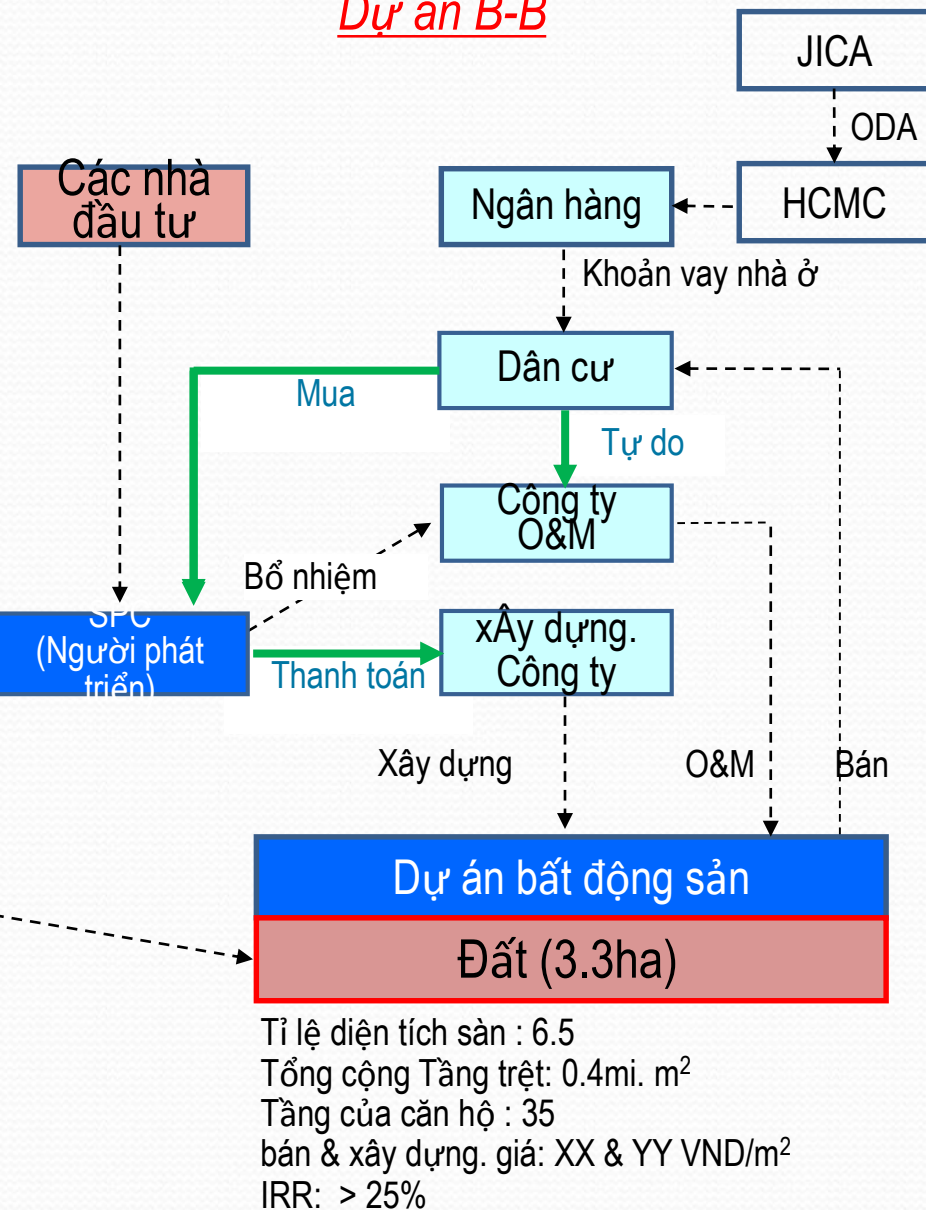 Dự án B-B
JICA
ODA
Các nhà
đầu tư
Ngân hàng
HCMC
Khoản vay nhà ở
Dân cư
Mua
Tự do
Công ty
O&M
Bổ nhiệm
SPC
(Người phát
triển)
Thanh toán
xÂy dựng.
Công ty
Xây dựng
O&M
Bán
Dự án bất động sản
Đất (3.3ha)
Tỉ lệ diện tích sàn : 6.5
Tổng cộng Tầng trệt: 0.4mi. m²
Tầng của căn hộ : 35
bán & xây dựng. giá: XX & YY VND/m²
IRR: > 25%